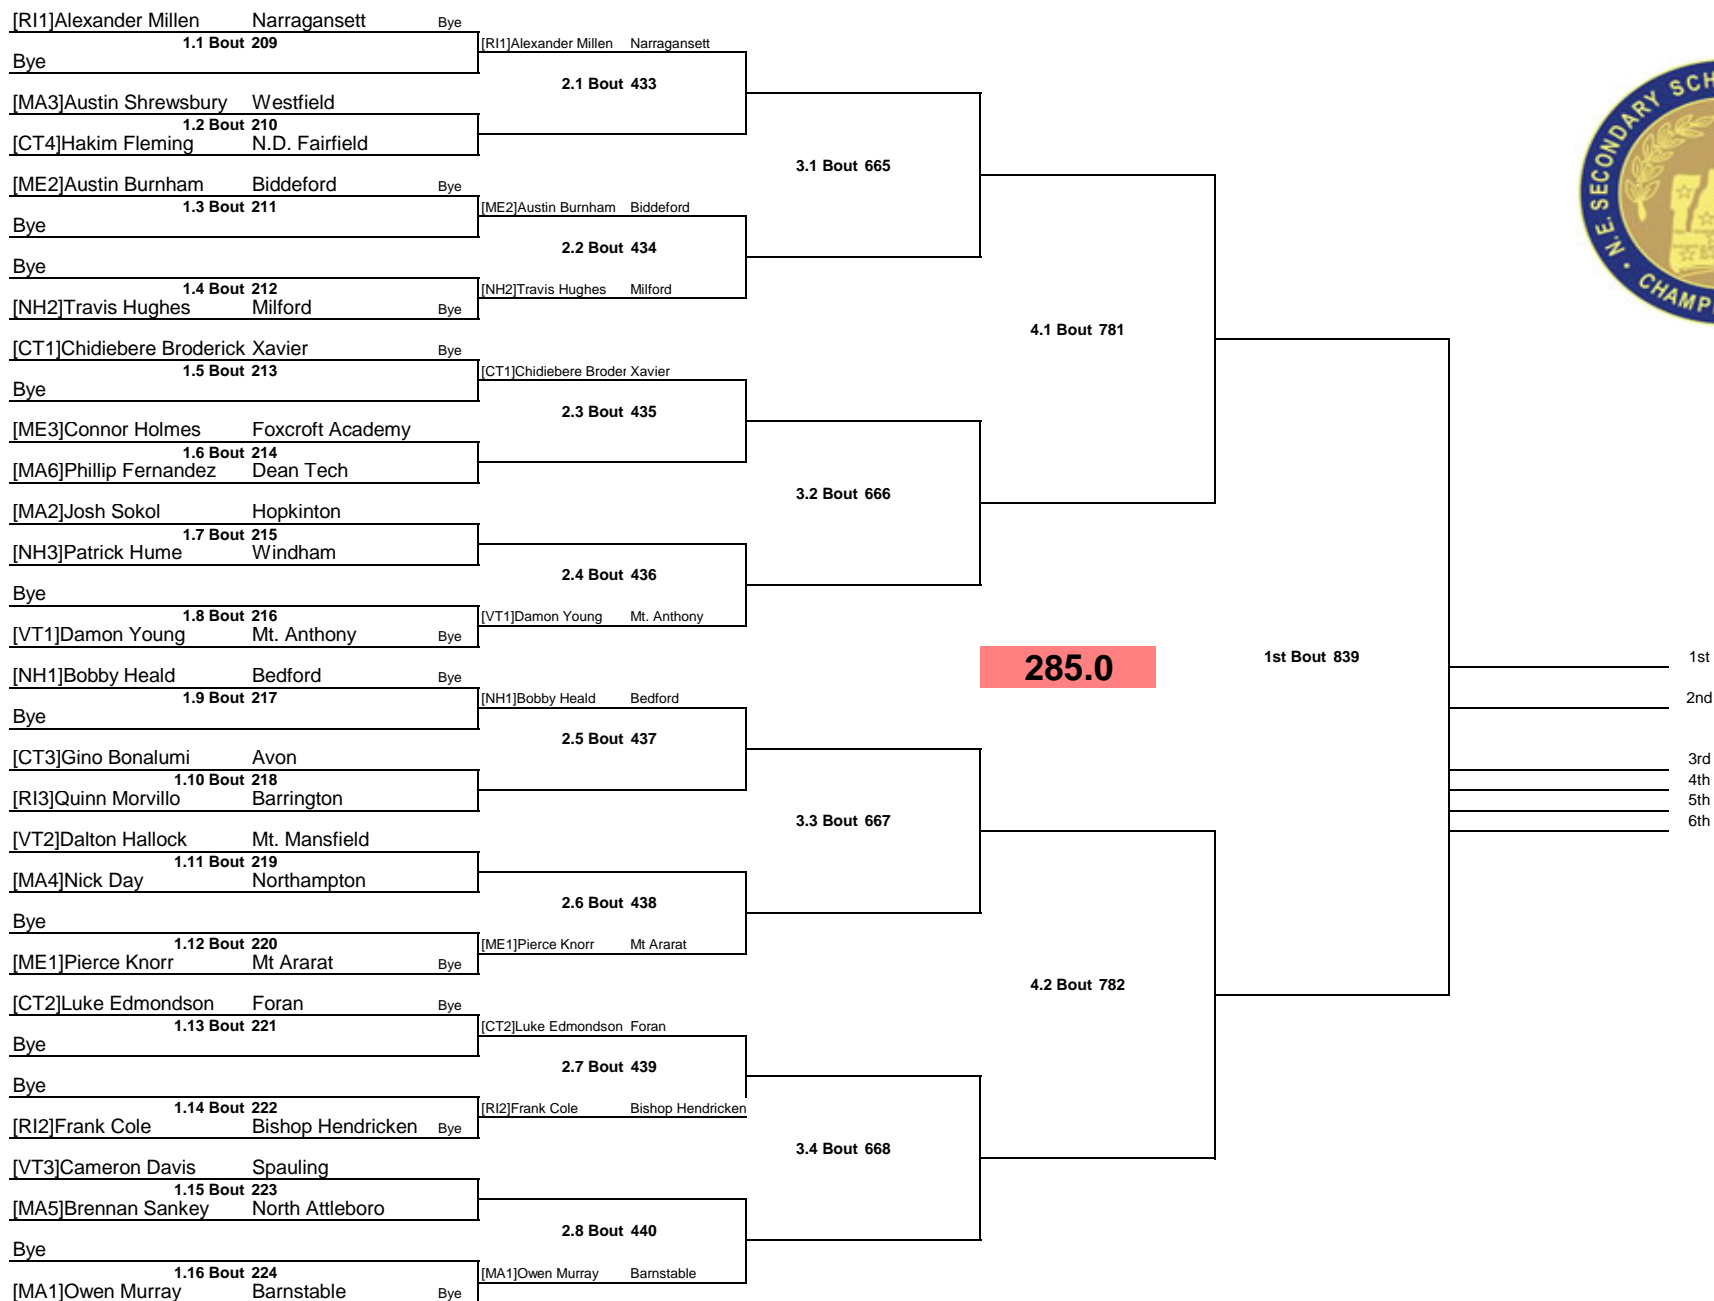 [RI1]Alexander Millen Narragansett Bye
1.1 Bout 209
Bye
[RI1]Alexander Millen Narragansett
2.1 Bout 433
[MA3]Austin Shrewsbury Westfield
1.2 Bout 210
[CT4]Hakim Fleming N.D. Fairfield
3.1 Bout 665
[ME2]Austin Burnham Biddeford Bye
1.3 Bout 211
Bye
[ME2]Austin Burnham Biddeford
2.2 Bout 434
Bye
1.4 Bout 212
[NH2]Travis Hughes Milford Bye
[NH2]Travis Hughes Milford
4.1 Bout 781
[CT1]Chidiebere Broderick Xavier Bye
1.5 Bout 213
Bye
[CT1]Chidiebere Broder Xavier
2.3 Bout 435
[ME3]Connor Holmes Foxcroft Academy
1.6 Bout 214
[MA6]Phillip Fernandez Dean Tech
3.2 Bout 666
[MA2]Josh Sokol Hopkinton
1.7 Bout 215
[NH3]Patrick Hume Windham
2.4 Bout 436
Bye
1.8 Bout 216
[VT1]Damon Young Mt. Anthony Bye
[VT1]Damon Young Mt. Anthony
285.0
1st Bout 839
1st
2nd
3rd
4th
5th
6th
[NH1]Bobby Heald Bedford Bye
1.9 Bout 217
Bye
[NH1]Bobby Heald Bedford
2.5 Bout 437
[CT3]Gino Bonalumi Avon
1.10 Bout 218
[RI3]Quinn Morvillo Barrington
3.3 Bout 667
[VT2]Dalton Hallock Mt. Mansfield
1.11 Bout 219
[MA4]Nick Day Northampton
2.6 Bout 438
Bye
1.12 Bout 220
[ME1]Pierce Knorr Mt Ararat Bye
[ME1]Pierce Knorr Mt Ararat
4.2 Bout 782
[CT2]Luke Edmondson Foran Bye
1.13 Bout 221
Bye
[CT2]Luke Edmondson Foran
2.7 Bout 439
Bye
1.14 Bout 222
[RI2]Frank Cole Bishop Hendricken Bye
[RI2]Frank Cole Bishop Hendricken
3.4 Bout 668
[VT3]Cameron Davis Spauling
1.15 Bout 223
[MA5]Brennan Sankey North Attleboro
2.8 Bout 440
Bye
1.16 Bout 224
[MA1]Owen Murray Barnstable Bye
[MA1]Owen Murray Barnstable
N.E. SECONDARY SCH
CHAMP